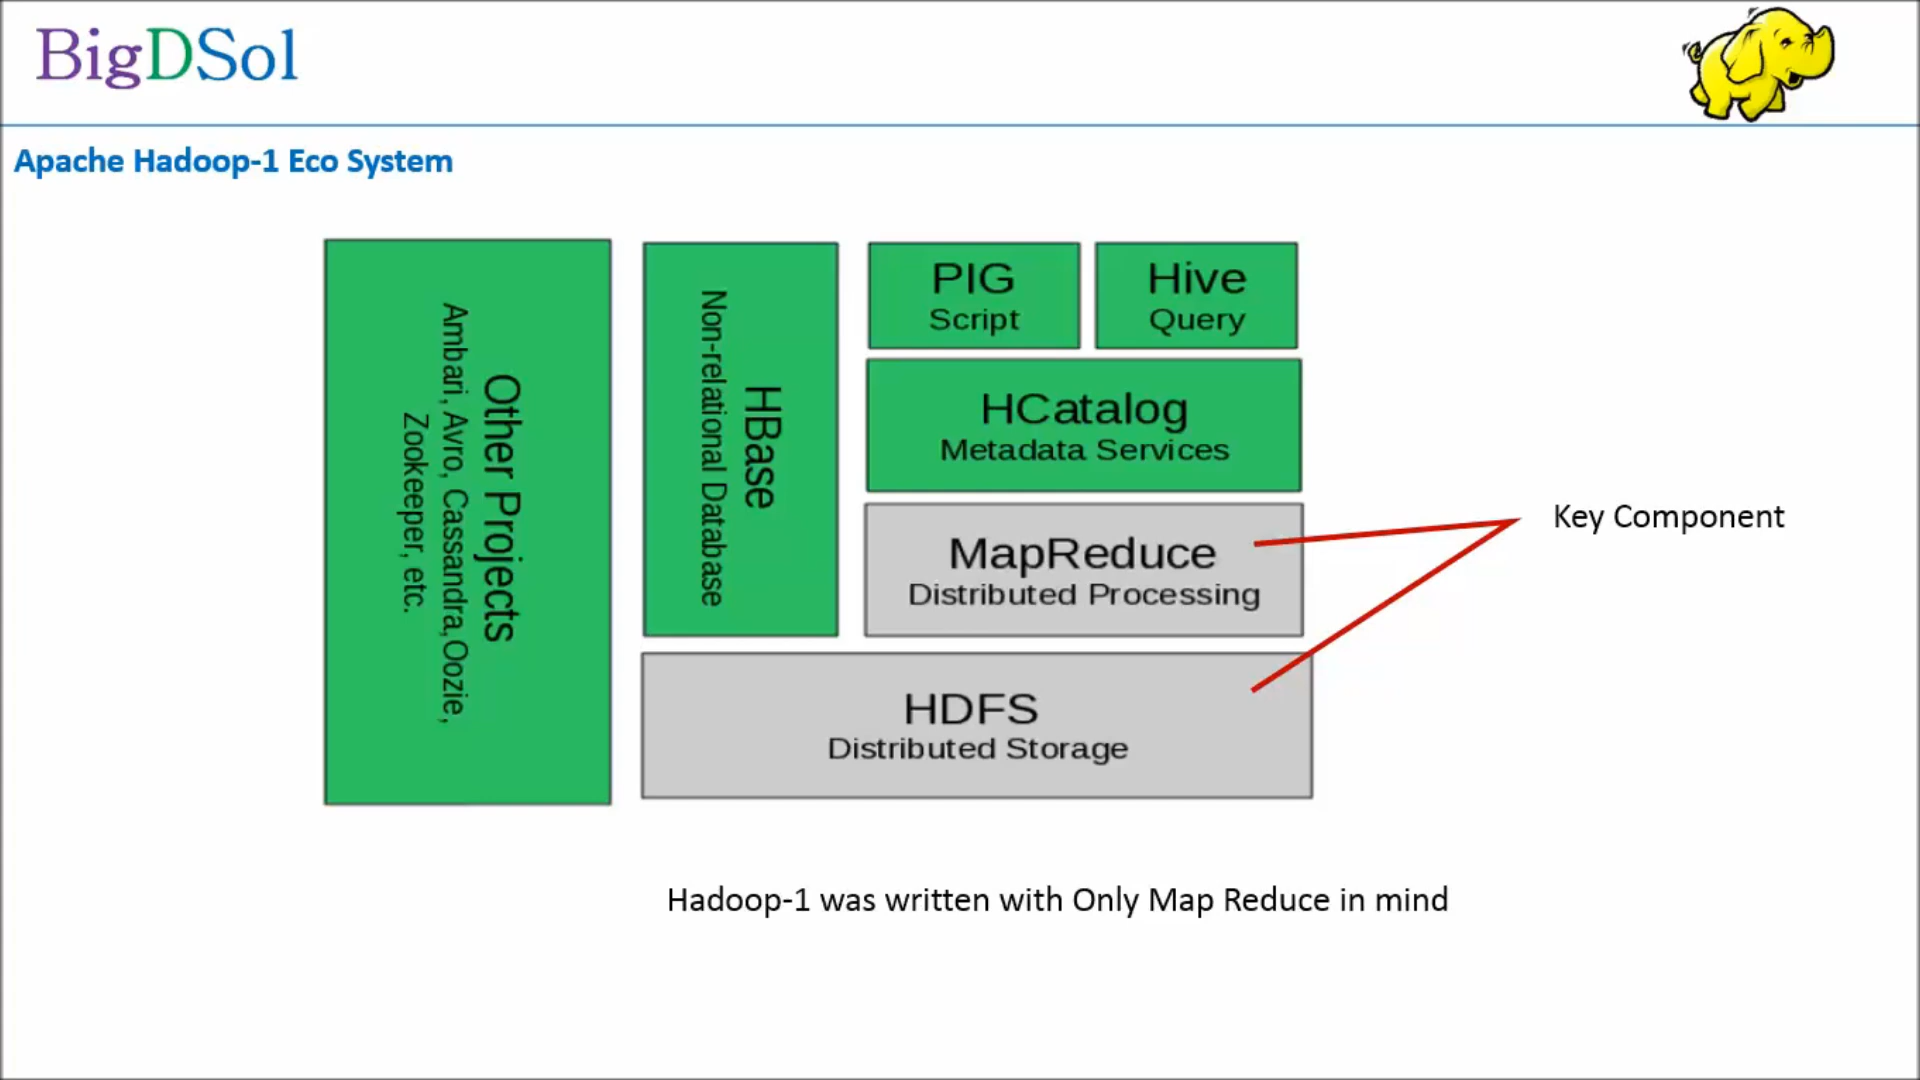 BigDSol
Apache Hadoop-1 Eco System
Other Projects
Ambari, Avro, Cassandra,Oozie,
Zookeeper, etc.
HBase
Non-relational Database
PIG
Script
Hive
Query
HCatalog
Metadata Services
MapReduce
Distributed Processing
HDFS
Distributed Storage
Key Component
Hadoop-1 was written with Only Map Reduce in mind